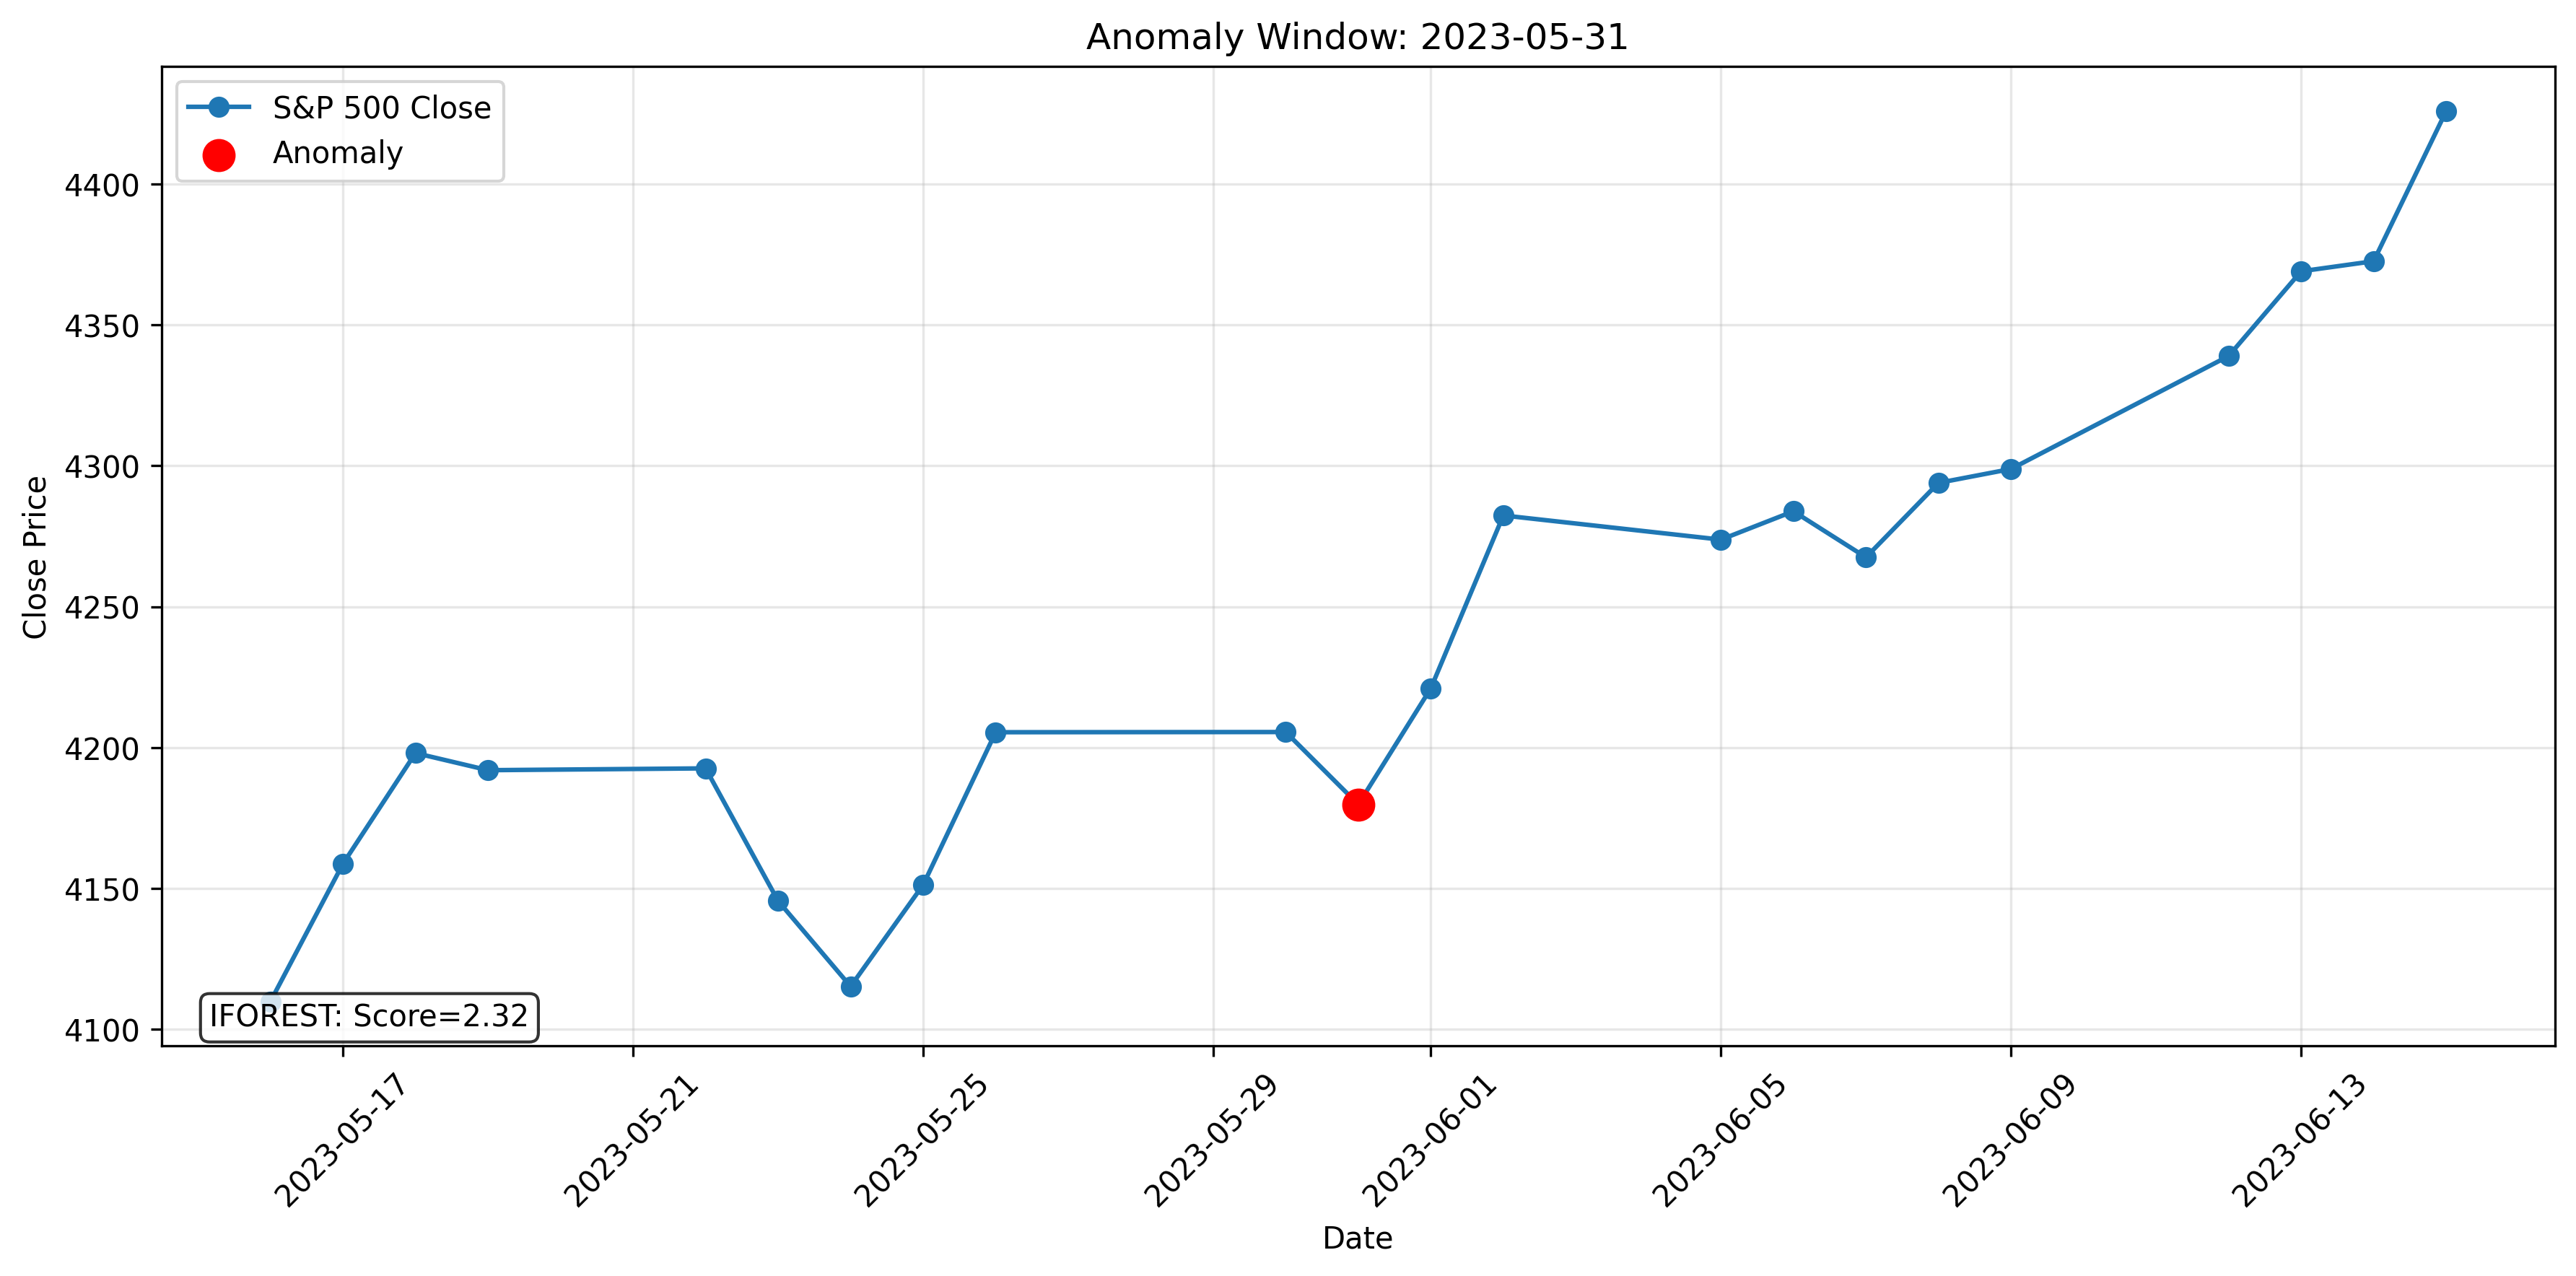 Anomaly Window: 2023-05-31
S&P 500 Close
Anomaly
4400
4350
4300
4250
4200
4150
4100
Close Price
IFOREST: Score=2.32
2023-05-17
2023-05-21
2023-05-25
2023-05-29
2023-06-01
2023-06-05
2023-06-09
2023-06-13
Date